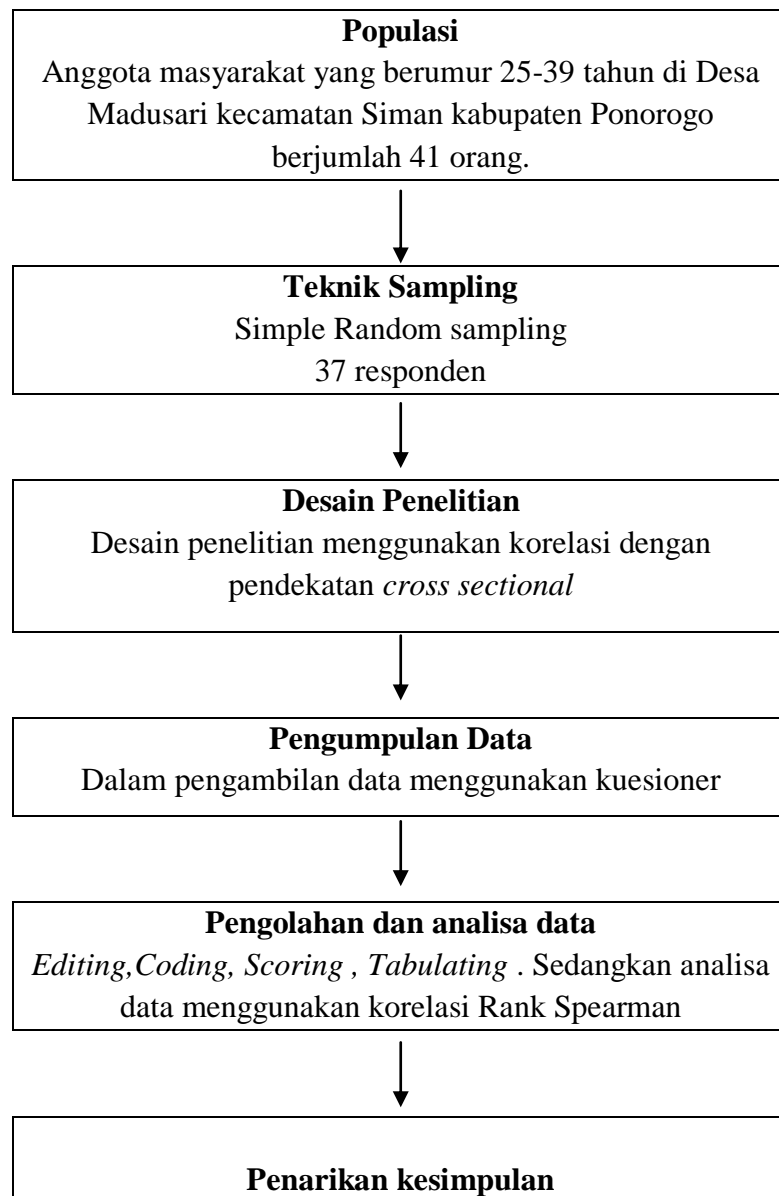 Populasi
Anggota masyarakat yang berumur 25-39 tahun di Desa
Madusari kecamatan Siman kabupaten Ponorogo
berjumlah 41 orang.
Teknik Sampling
Simple Random sampling
37 responden
Desain Penelitian
Desain penelitian menggunakan korelasi dengan
pendekatan cross sectional
Pengumpulan Data
Dalam pengambilan data menggunakan kuesioner
Pengolahan dan analisa data
Editing,Coding, Scoring , Tabulating . Sedangkan analisa
data menggunakan korelasi Rank Spearman
Penarikan kesimpulan